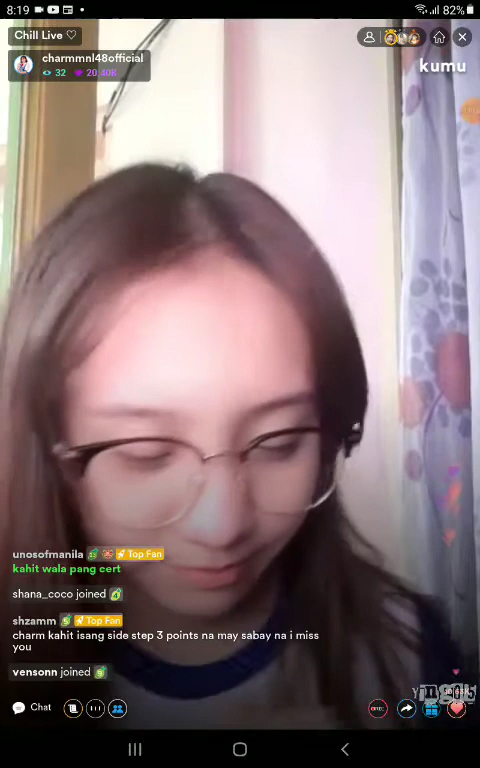 8:19
82%
Chill Live ♡
charmmnl48official
32 20.40K
kumu
unosofmanila Top Fan
kahit wala pang cert
shana_coco joined
shzamm Top Fan
charm kahit isang side step 3 points na may sabay na i miss
you
vensonn joined
Chat